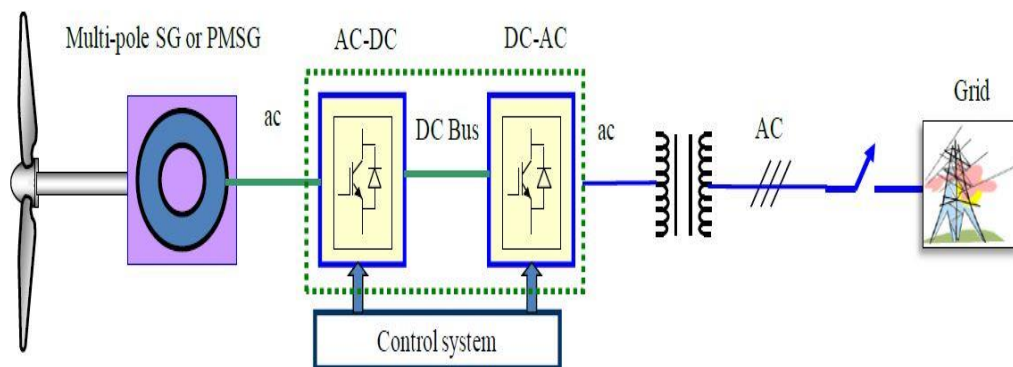 Multi-pole SG or PMSG
AC-DC
DC-AC
Grid
ac
DC Bus
ac
AC
Control system